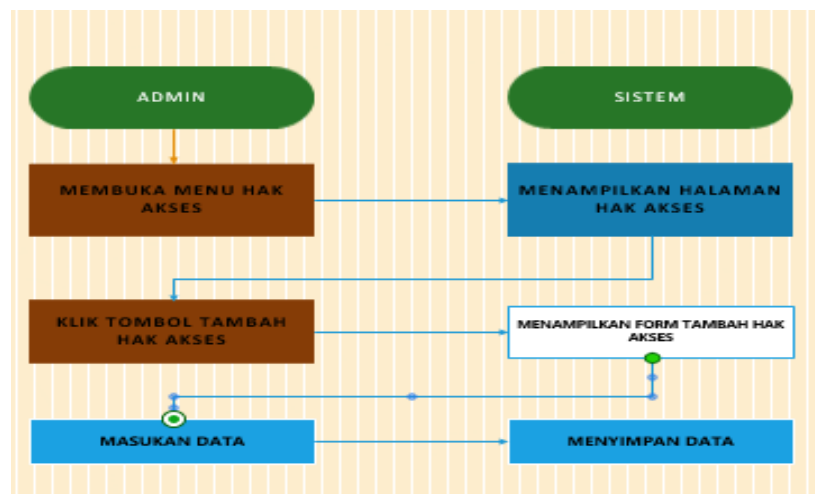 ADMIN
SISTEM
MEMBUKA MENU HAK
AKSES
MENAMPILKAN HALAMAN
HAK AKSES
KLIK TOMBOL TAMBAH
HAK AKSES
MENAMPILKAN FORM TAMBAH HAK
AKSES
MASUKAN DATA
MENYIMPAN DATA